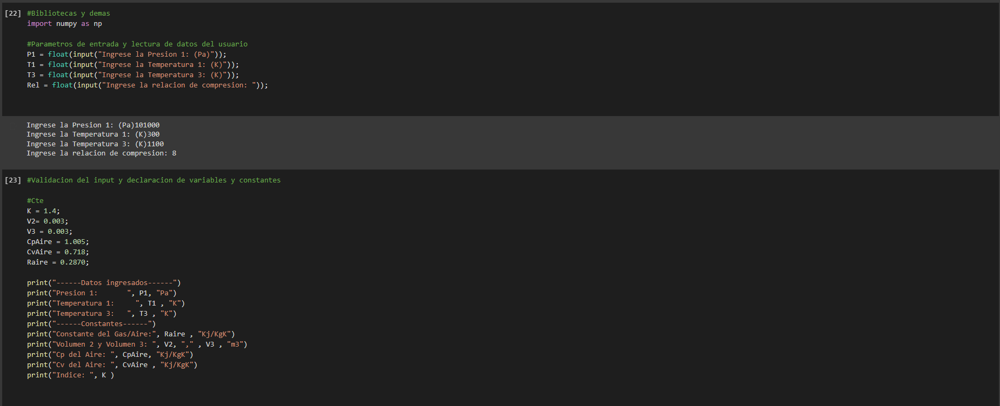 [22] #Bibliotecas y demas
import numpy as np
#Parametros de entrada y lectura de datos del usuario
P1 = float(input("Ingrese la Presion 1: (Pa)"));
T1 = float(input("Ingrese la Temperatura 1: (K)"));
T3 = float(input("Ingrese la Temperatura 3: (K)"));
Rel = float(input("Ingrese la relacion de compresion: "));
Ingrese la Presion 1: (Pa)101000
Ingrese la Temperatura 1: (K)300
Ingrese la Temperatura 3: (K)1100
Ingrese la relacion de compresion: 8
[23] #Validacion del input y declaracion de variables y constantes
#Cte
K = 1.4;
V2= 0.003;
V3 = 0.003;
CpAire = 1.005;
CvAire = 0.718;
Raire = 0.2870;
print("------Datos ingresados------")
print("Presion 1:       ", P1, "Pa")
print("Temperatura 1:     ", T1 , "K")
print("Temperatura 3:   ", T3 , "K")
print("------Constantes------")
print("Constante del Gas/Aire:", Raire , "Kj/KgK")
print("Volumen 2 y Volumen 3: ", V2, "," , V3 , "m3")
print("Cp del Aire: ", CpAire, "Kj/KgK")
print("Cv del Aire: ", CvAire , "Kj/KgK")
print("Indice: ", K )